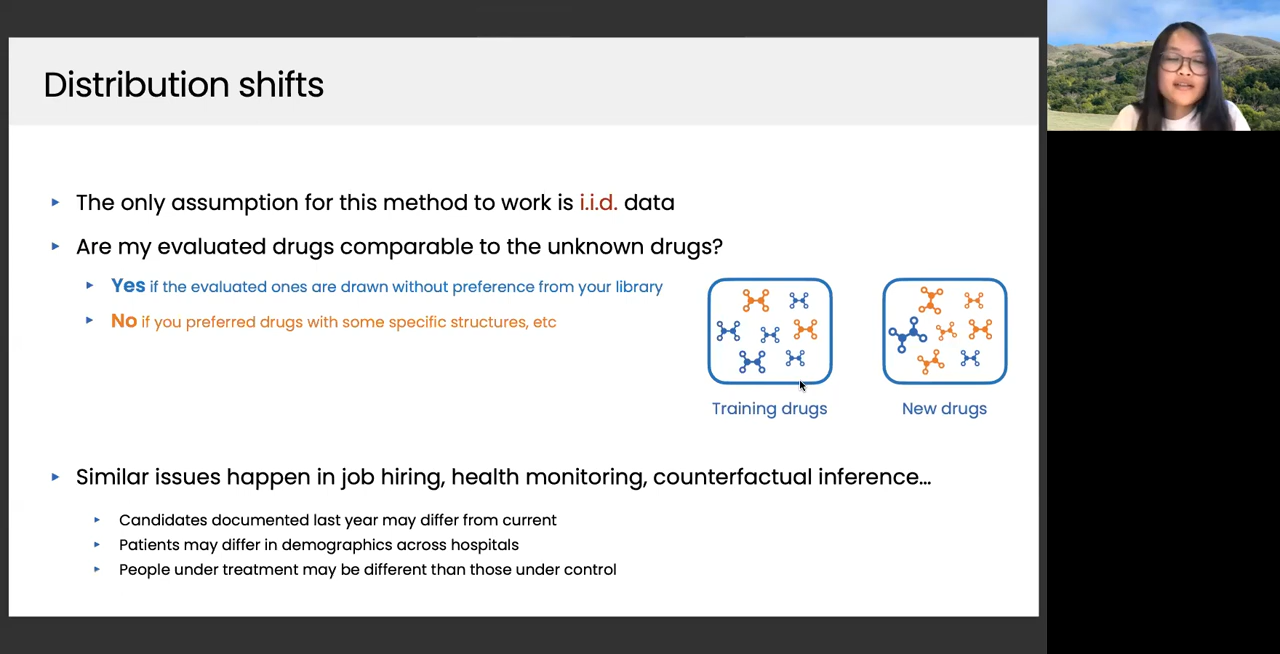 Distribution shifts
The only assumption for this method to work is i.i.d. data
Are my evaluated drugs comparable to the unknown drugs?
Yes if the evaluated ones are drawn without preference from your library
No if you preferred drugs with some specific structures, etc
Training drugs
New drugs
Similar issues happen in job hiring, health monitoring, counterfactual inference...
Candidates documented last year may differ from current
Patients may differ in demographics across hospitals
People under treatment may be different than those under control